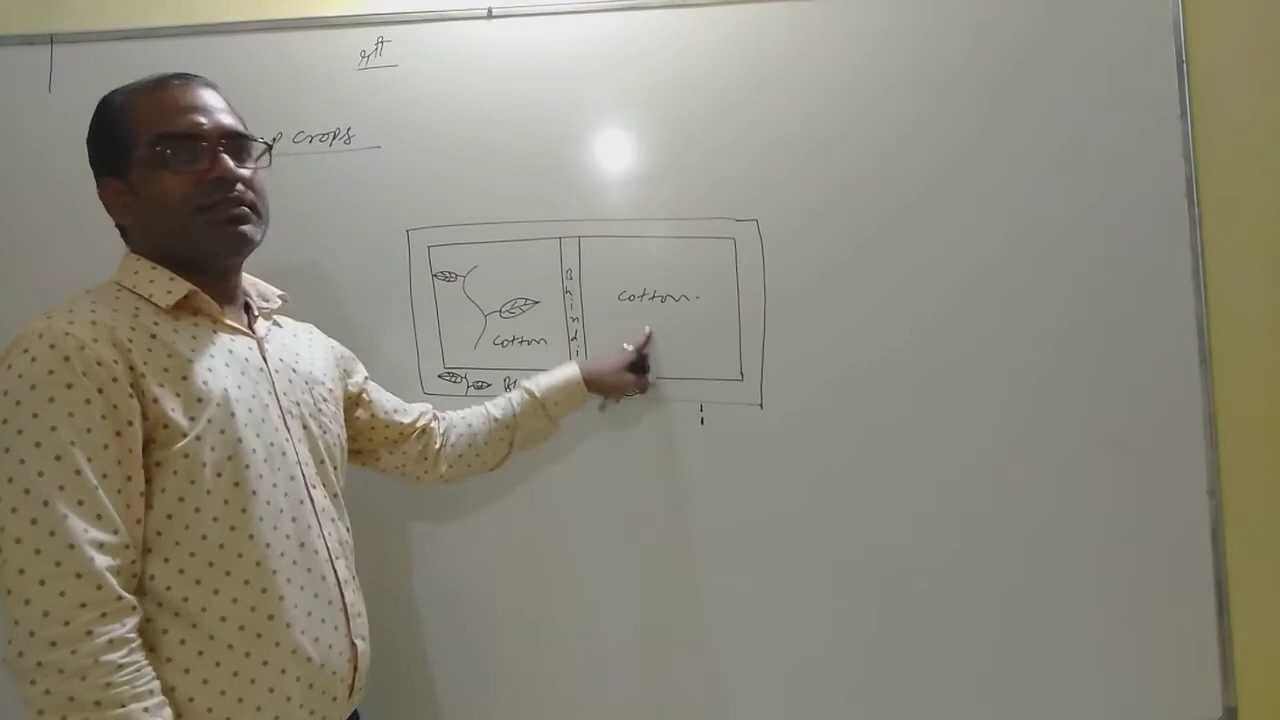 श्री
crops
Bhindi
cotton.
cotton